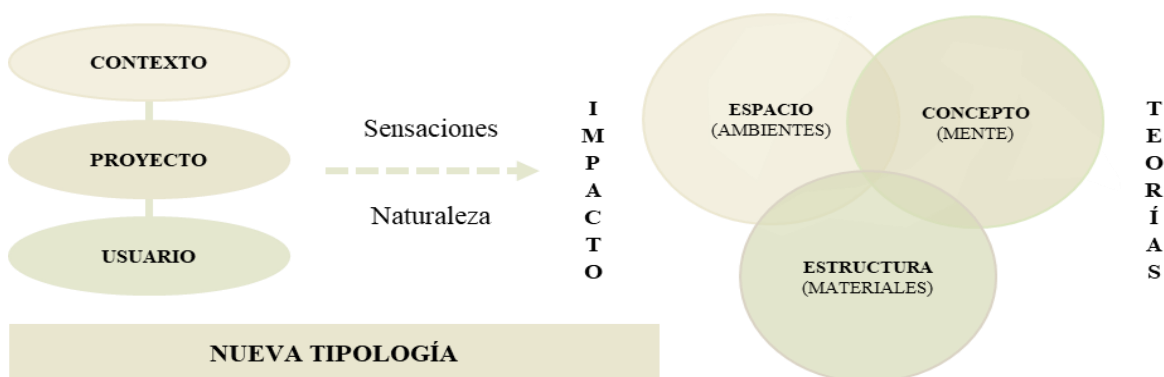 CONTEXTO
PROYECTO
USUARIO
Sensaciones
Naturaleza
IMPACTO
ESPACIO
(AMBIENTES)
CONCEPTO
(MENTE)
ESTRUCTURA
(MATERIALES)
TEORÍAS
NUEVA TIPOLOGÍA